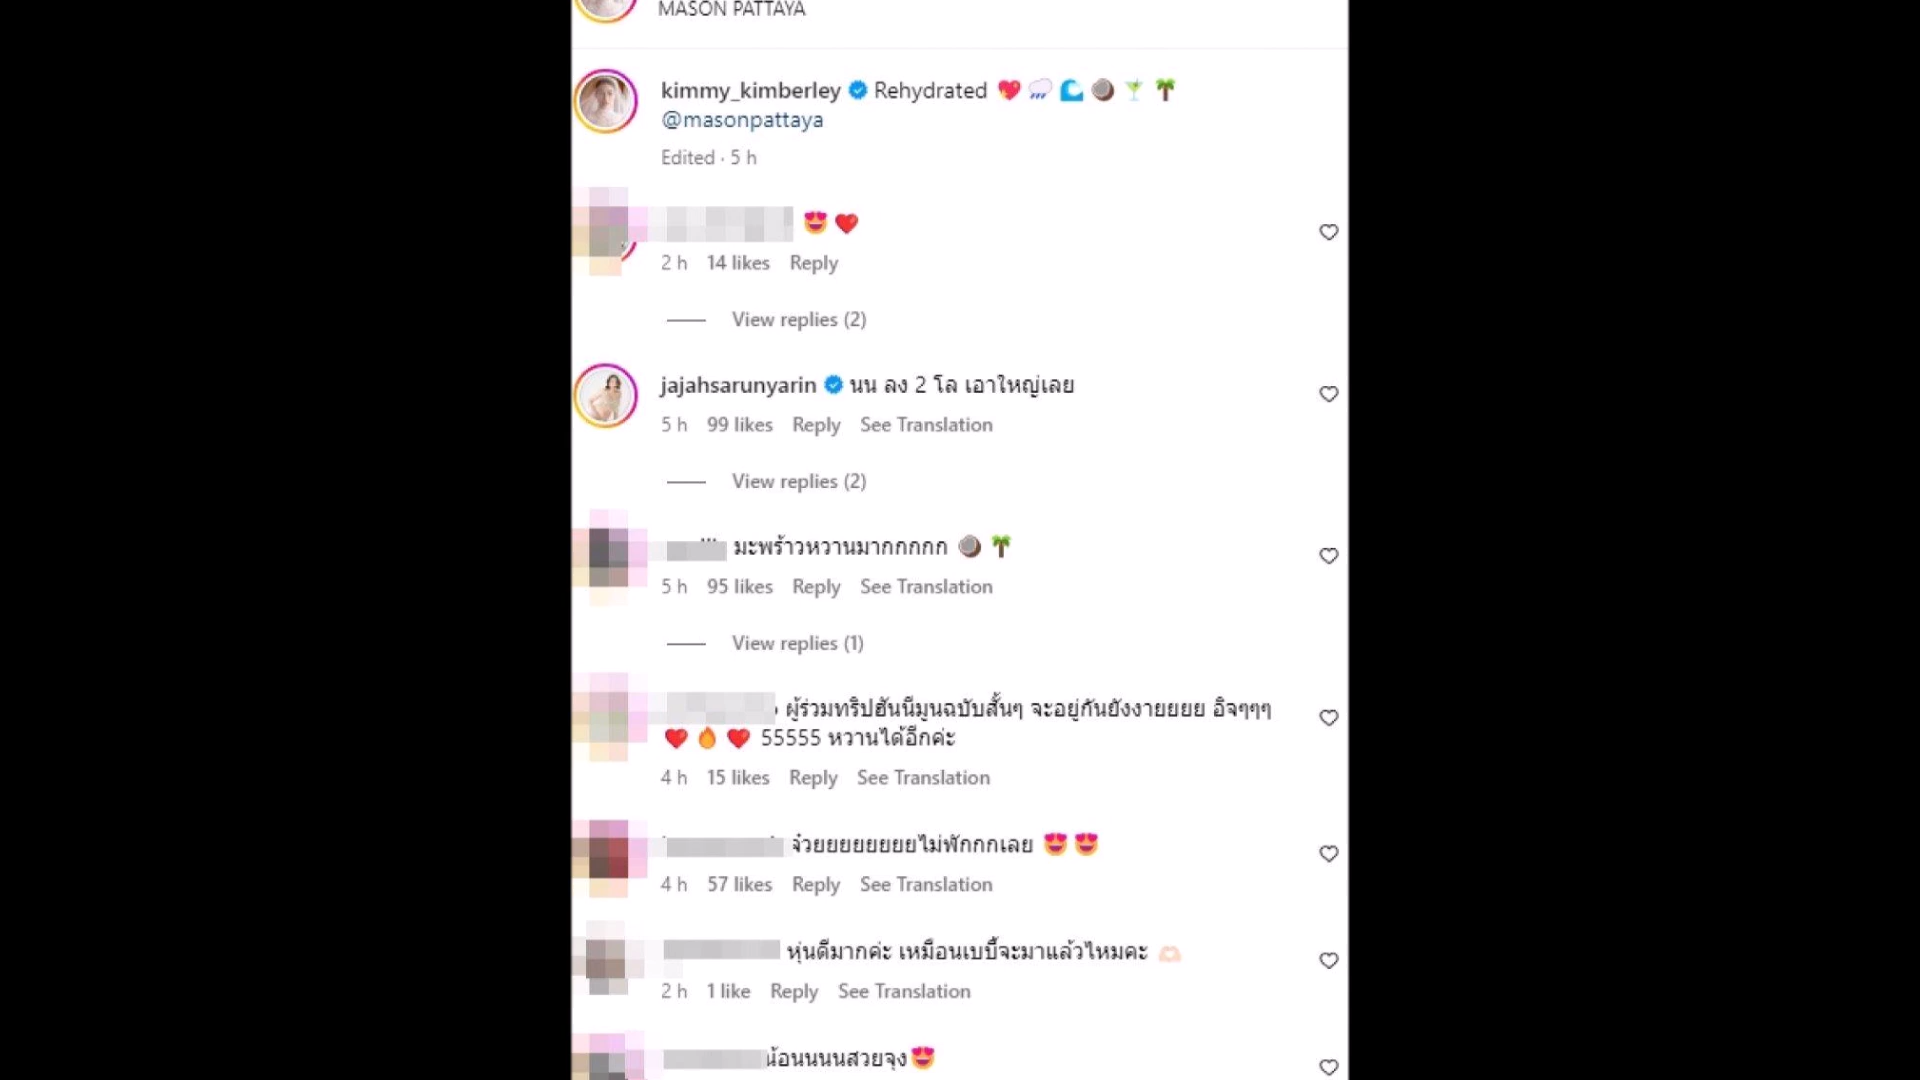 MASON PATTAYA
kimmy_kimberley Rehydrated 💖 🌧️ 🌊 🥥 🍸 🌴
@masonpattaya
Edited · 5 h
😍 ❤️
2 h 14 likes Reply
View replies (2)
jajahsarunyarin นน ลง 2 โล เอาใหญ่เลย
5 h 99 likes Reply See Translation
View replies (2)
มะพร้าวหวานมากกกกก 🥥 🌴
5 h 95 likes Reply See Translation
View replies (1)
ผู้ร่วมทริปฮันนีมูนฉบับสั้นๆ จะอยู่กันยังงายยยย อิจๆๆๆ
❤️ 🔥 ❤️ 55555 หวานได้อีกค่ะ
4 h 15 likes Reply See Translation
จ๋วยยยยยยยยไม่พักกกเลย 😍 😍
4 h 57 likes Reply See Translation
หุ่นดีมากค่ะ เหมือนเบบี้จะมาแล้วไหมคะ 🫶🏻
2 h 1 like Reply See Translation
น้อนนนนสวยจุง😍